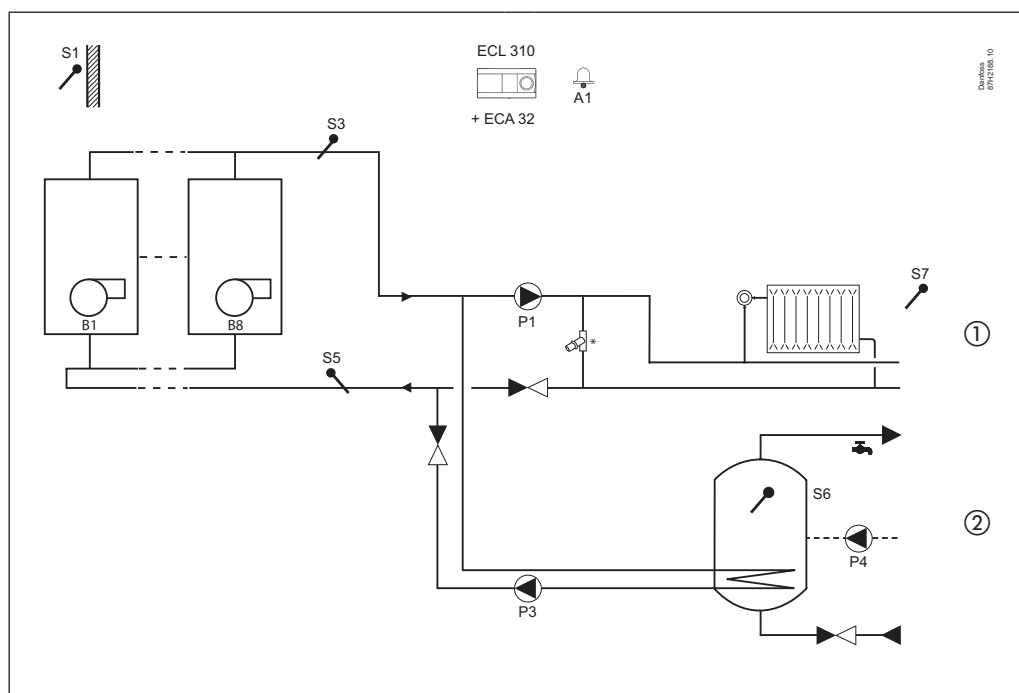 S1
ECL 310
A1
+ ECA 32
Danfoss
87H2188.10
S3
S7
B1
B8
P1
*
①
S5
S6
②
P4
P3